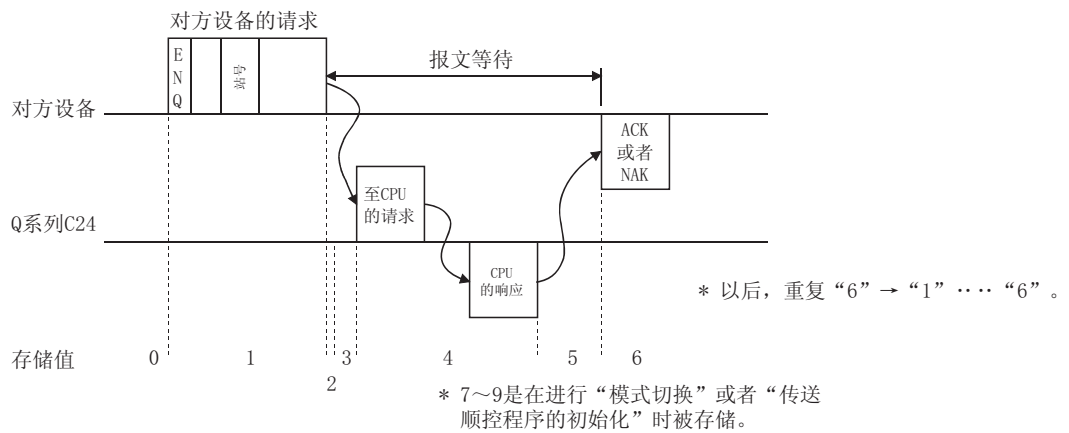 对方设备的请求
E
N
Q
站号
报文等待
对方设备
ACK
或者
NAK
至CPU
的请求
Q系列C24
CPU
的响应
* 以后，重复“6”→“1”‥‥“6”。
存储值 0 1 3 4 5 6
2
* 7～9是在进行“模式切换”或者“传送
顺控程序的初始化”时被存储。